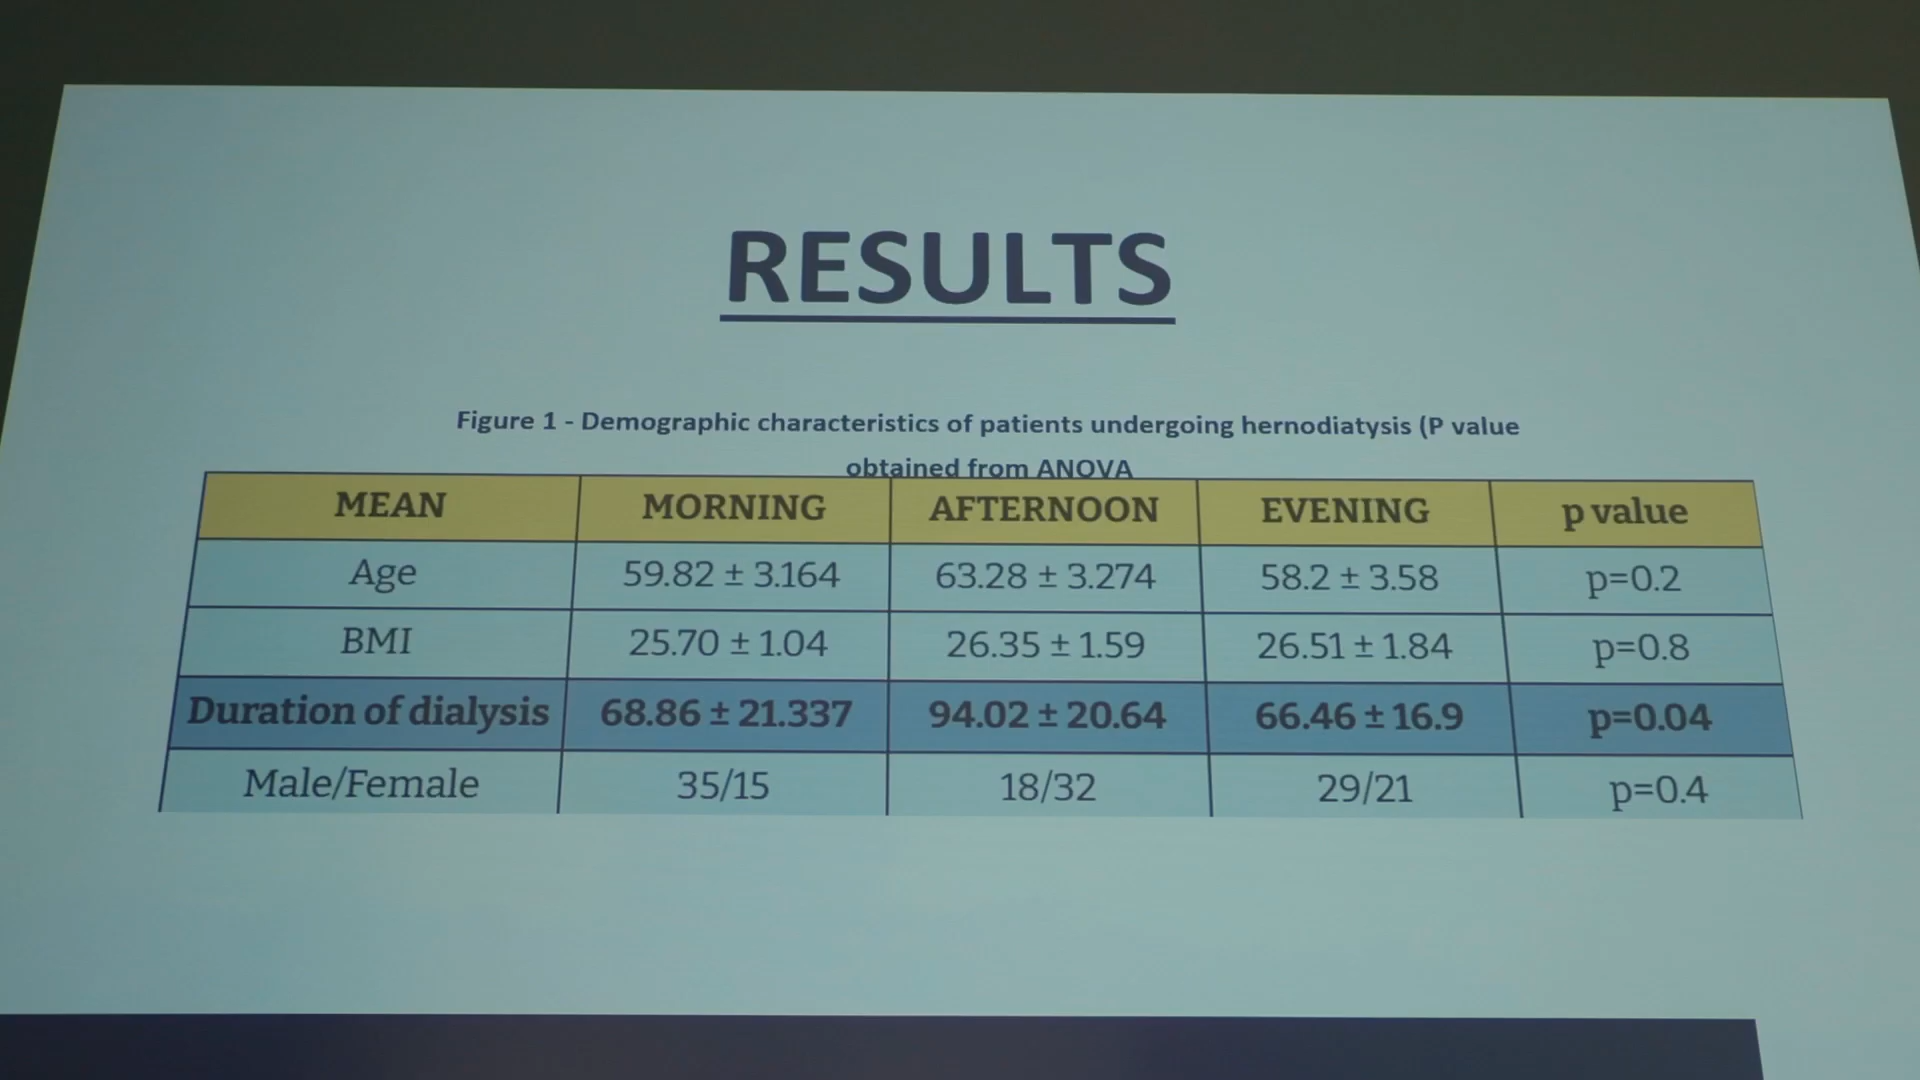 RESULTS
Figure 1 - Demographic characteristics of patients undergoing hernodiatysis (P value
obtained from ANOVA
MEAN MORNING AFTERNOON EVENING p value
Age 59.82 ± 3.164 63.28 ± 3.274 58.2 ± 3.58 p=0.2
BMI 25.70 ± 1.04 26.35 ± 1.59 26.51 ± 1.84 p=0.8
Duration of dialysis 68.86 ± 21.337 94.02 ± 20.64 66.46 ± 16.9 p=0.04
Male/Female 35/15 18/32 29/21 p=0.4